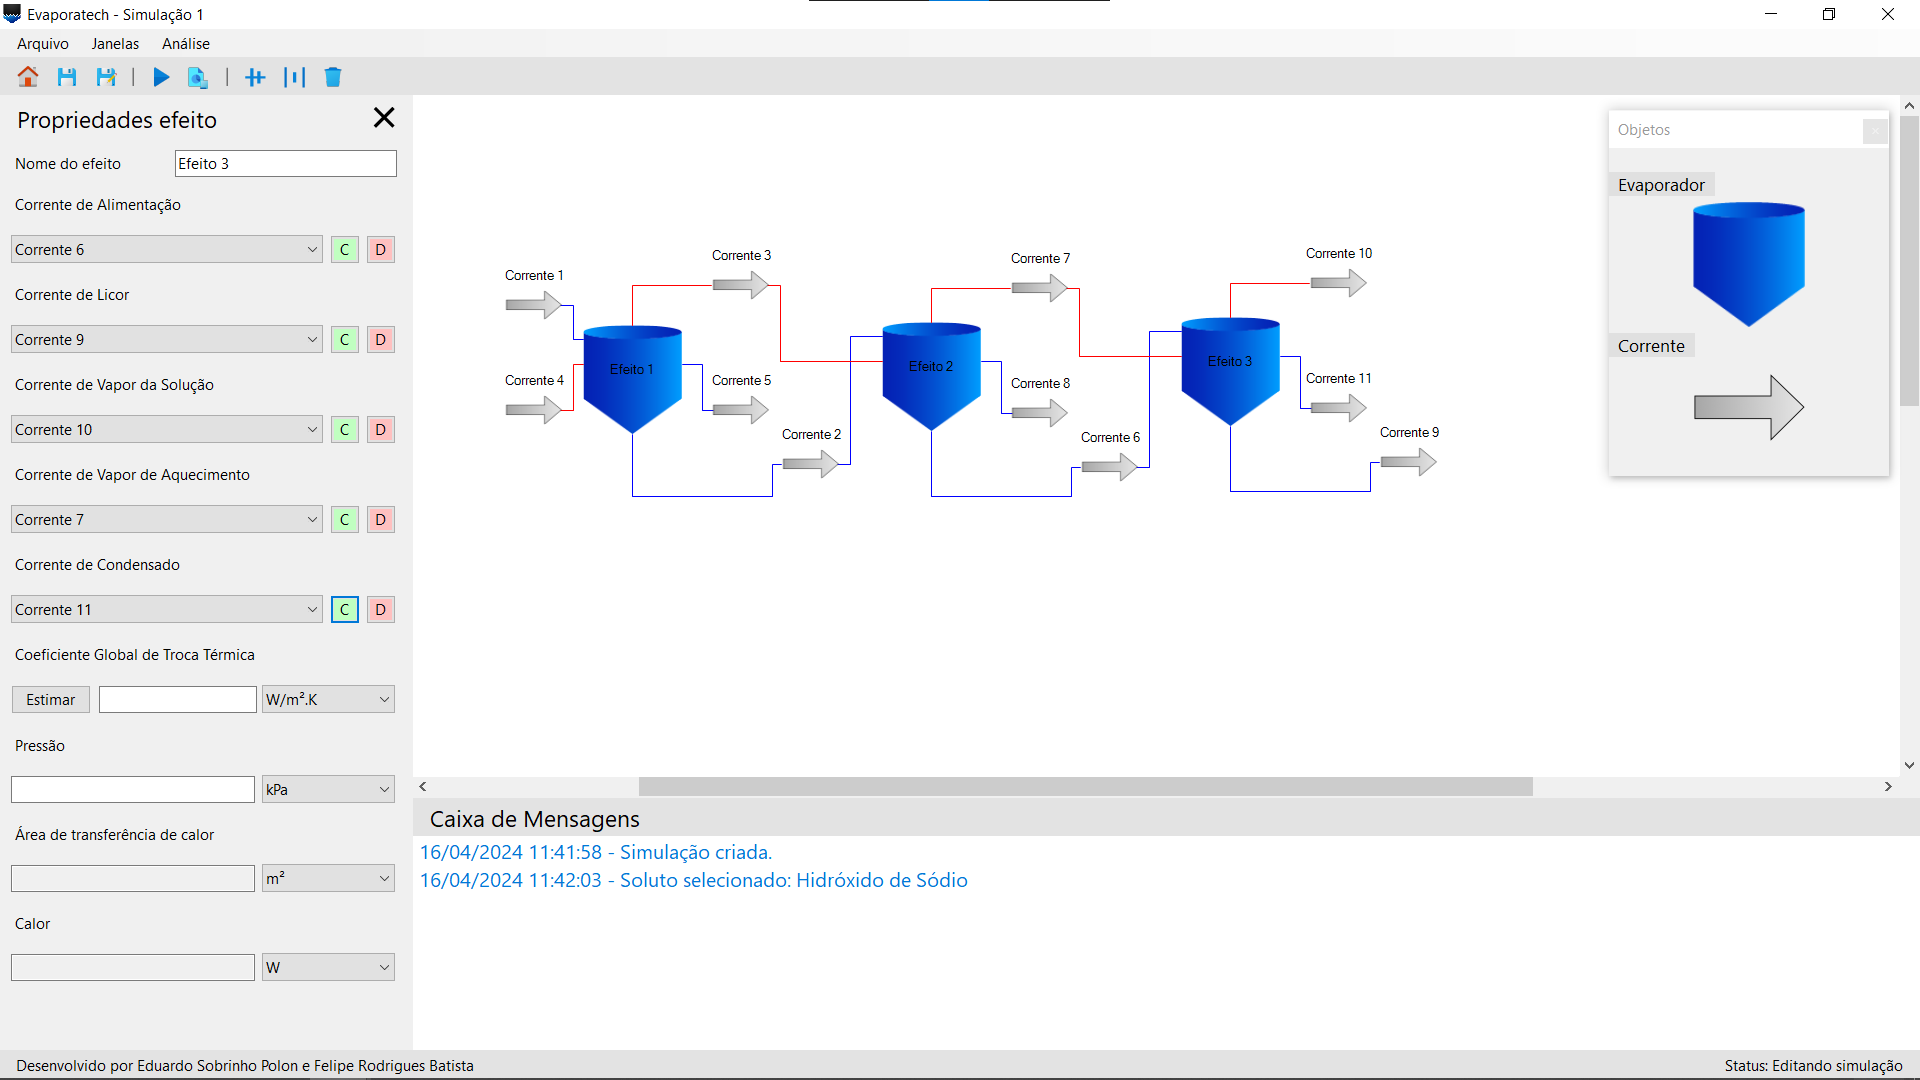 Evaporatech - Simulação 1
Arquivo Janelas Análise
Propriedades efeito
Nome do efeito Efeito 3
Corrente de Alimentação
Corrente 6 C D
Corrente de Licor
Corrente 9 C D
Corrente de Vapor da Solução
Corrente 10 C D
Corrente de Vapor de Aquecimento
Corrente 7 C D
Corrente de Condensado
Corrente 11 C D
Coeficiente Global de Troca Térmica
Estimar W/m².K
Pressão
kPa
Área de transferência de calor
m²
Calor
W
Corrente 1
Corrente 3
Corrente 7
Corrente 10
Efeito 1
Efeito 2
Efeito 3
Corrente 4
Corrente 5
Corrente 8
Corrente 11
Corrente 2
Corrente 6
Corrente 9
Objetos
Evaporador
Corrente
Caixa de Mensagens
16/04/2024 11:41:58 - Simulação criada.
16/04/2024 11:42:03 - Soluto selecionado: Hidróxido de Sódio
Desenvolvido por Eduardo Sobrinho Polon e Felipe Rodrigues Batista
Status: Editando simulação